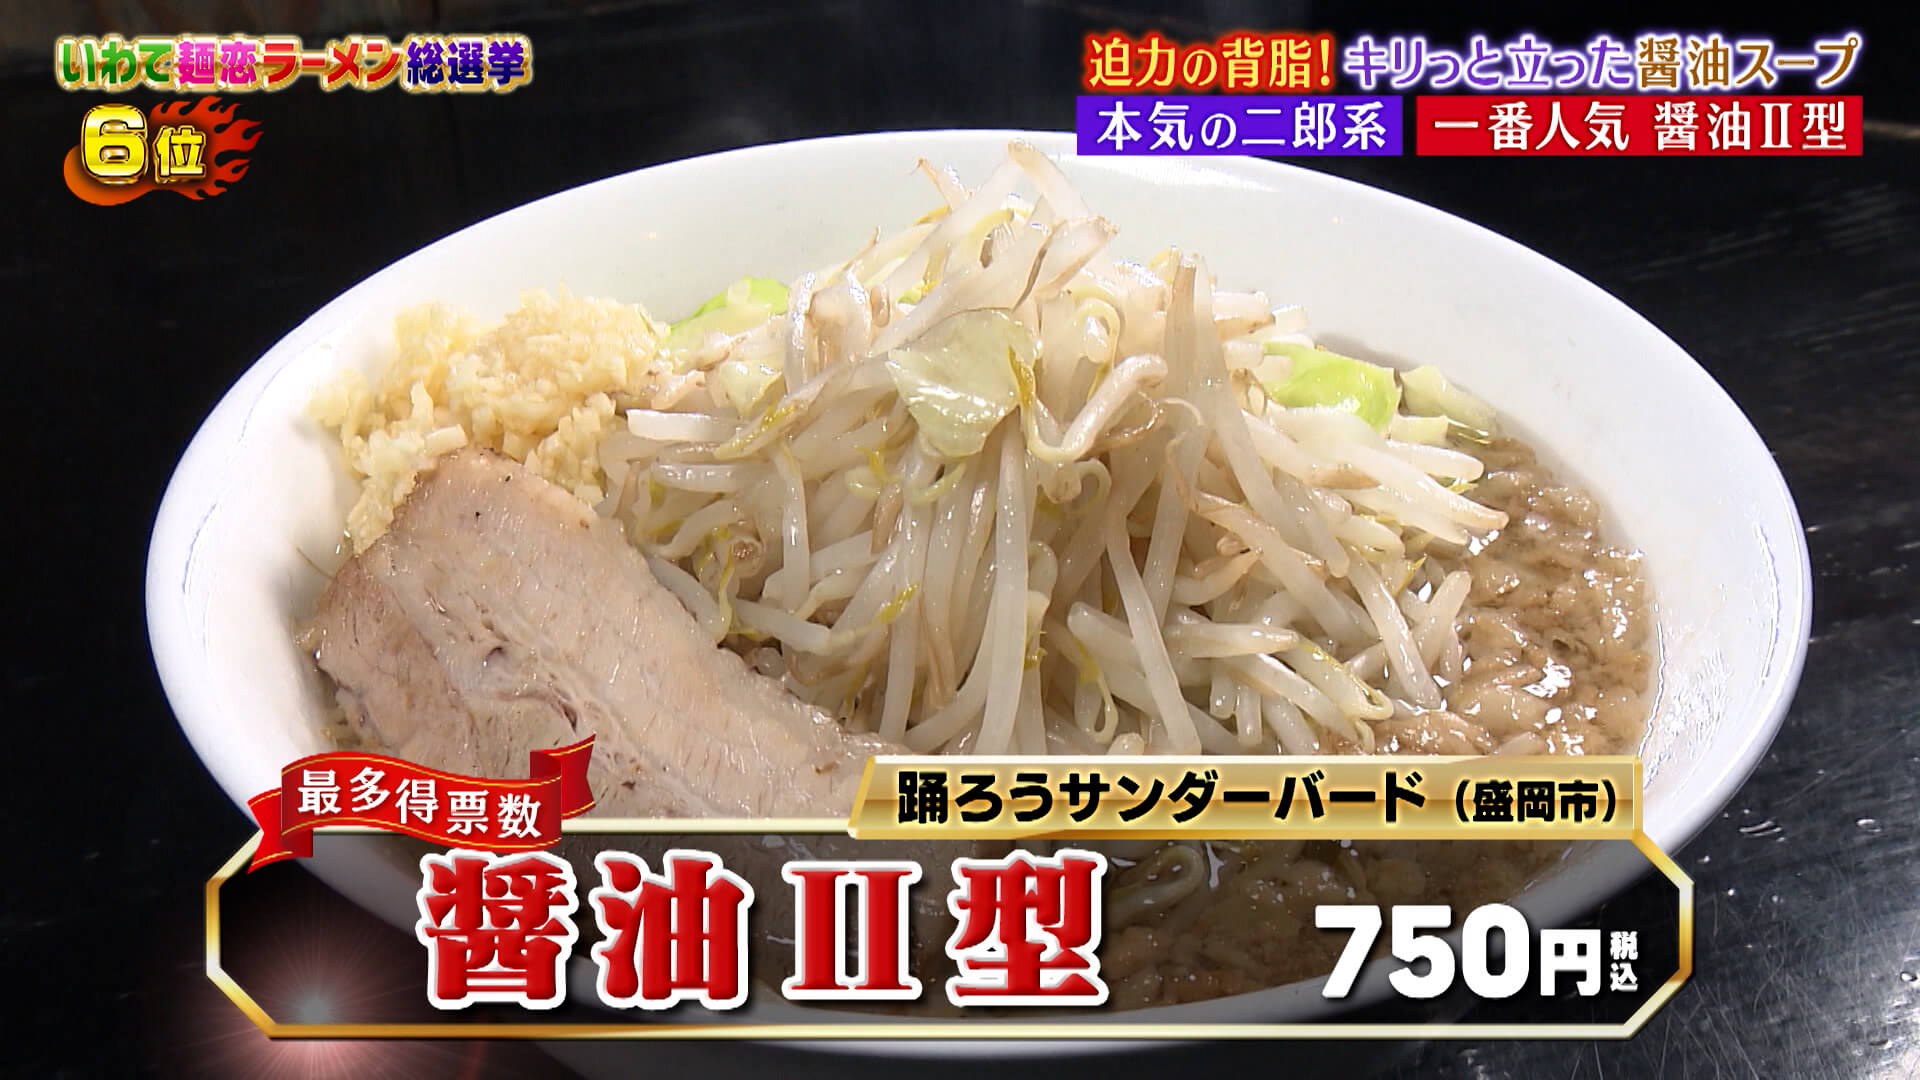 いわて麺恋ラーメン総選挙
6位
迫力の背脂!キリっと立った醤油スープ
本気の二郎系
一番人気 醤油Ⅱ型
最多得票数
踊ろうサンダーバード(盛岡市)
醤油Ⅱ型
750円税込